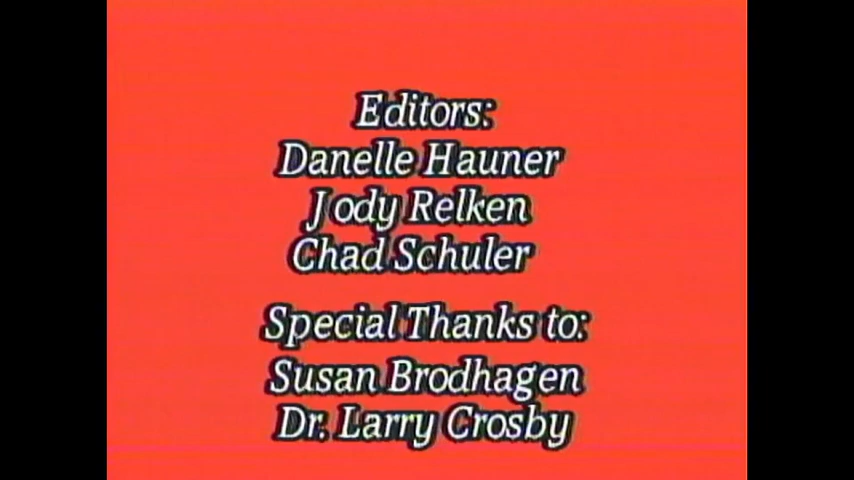 Editors:
Danelle Hauner
Jody Relken
Chad Schuler
Special Thanks to:
Susan Brodhagen
Dr. Larry Crosby